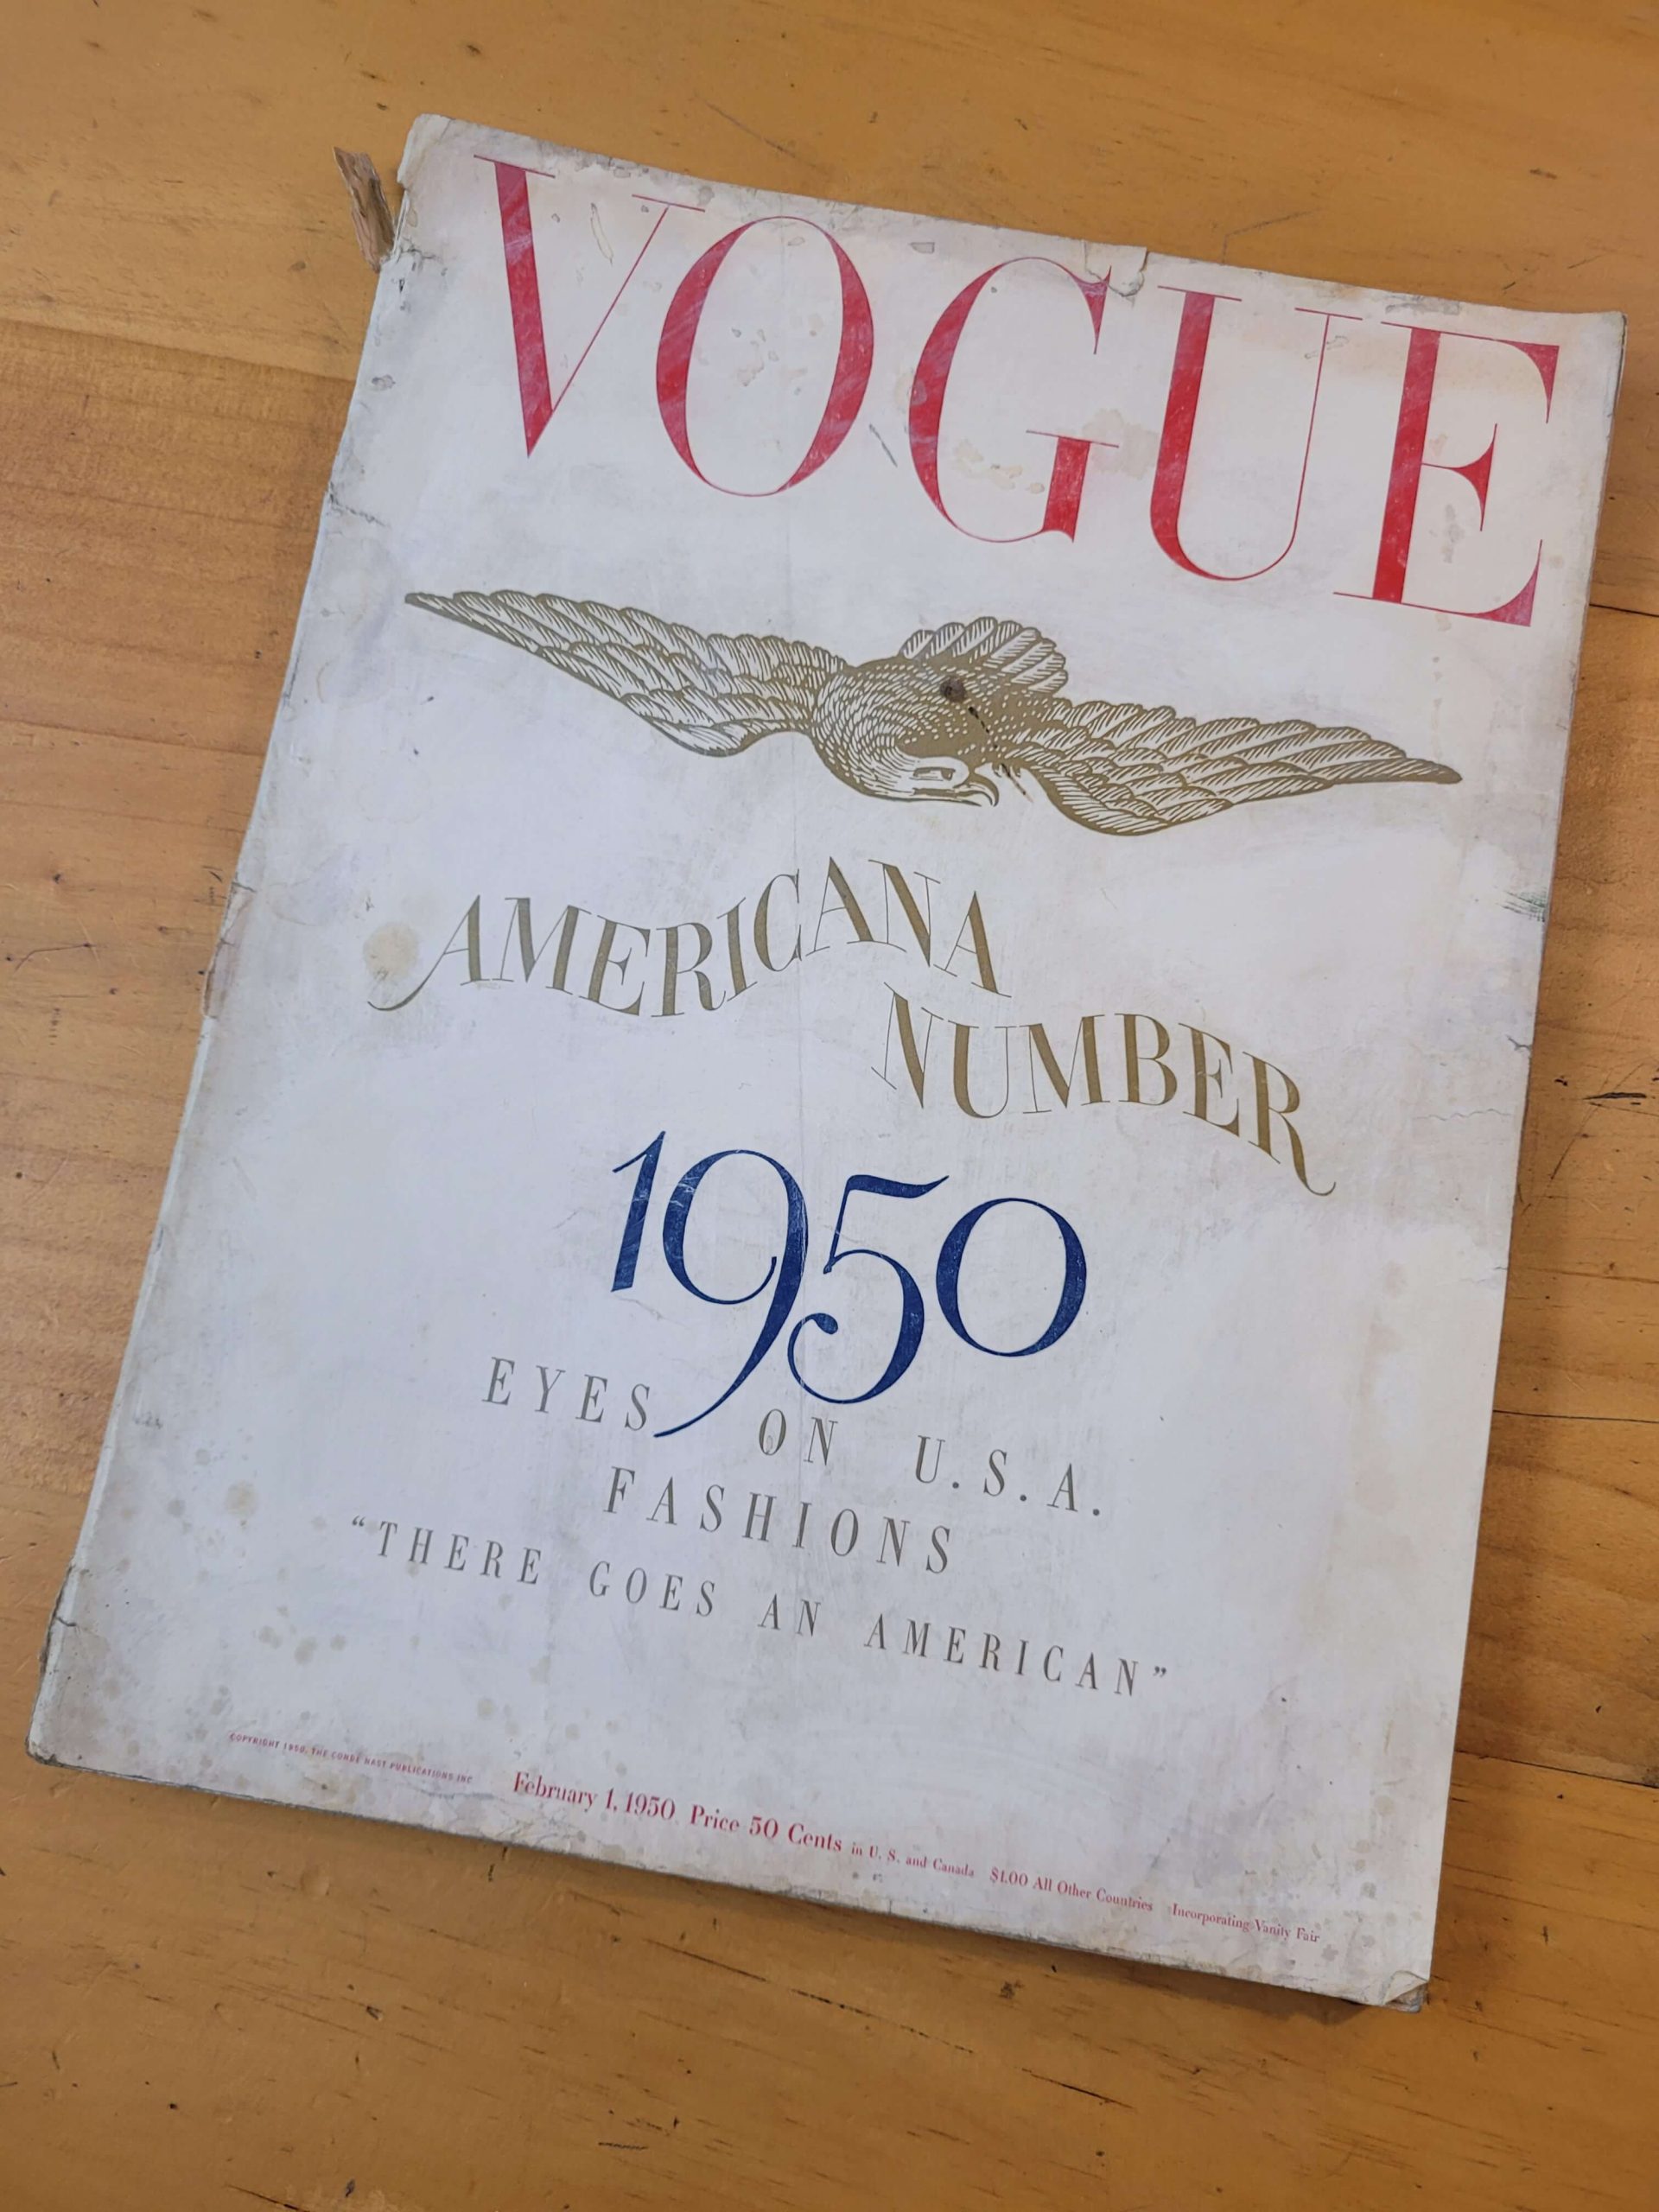 VOGUE
AMERICANA
NUMBER
1950
EYES ON U.S.A.
FASHIONS
“THERE GOES AN AMERICAN”
COPYRIGHT 1950, THE CONDÉ NAST PUBLICATIONS INC
February 1, 1950 Price 50 Cents in U. S. and Canada $1.00 All Other Countries Incorporating Vanity Fair